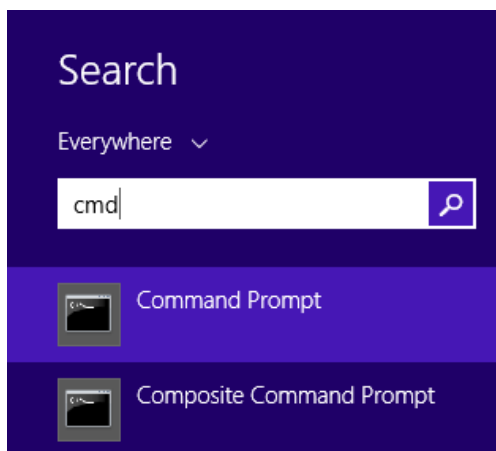 Search
Everywhere
cmd
Command Prompt
Composite Command Prompt